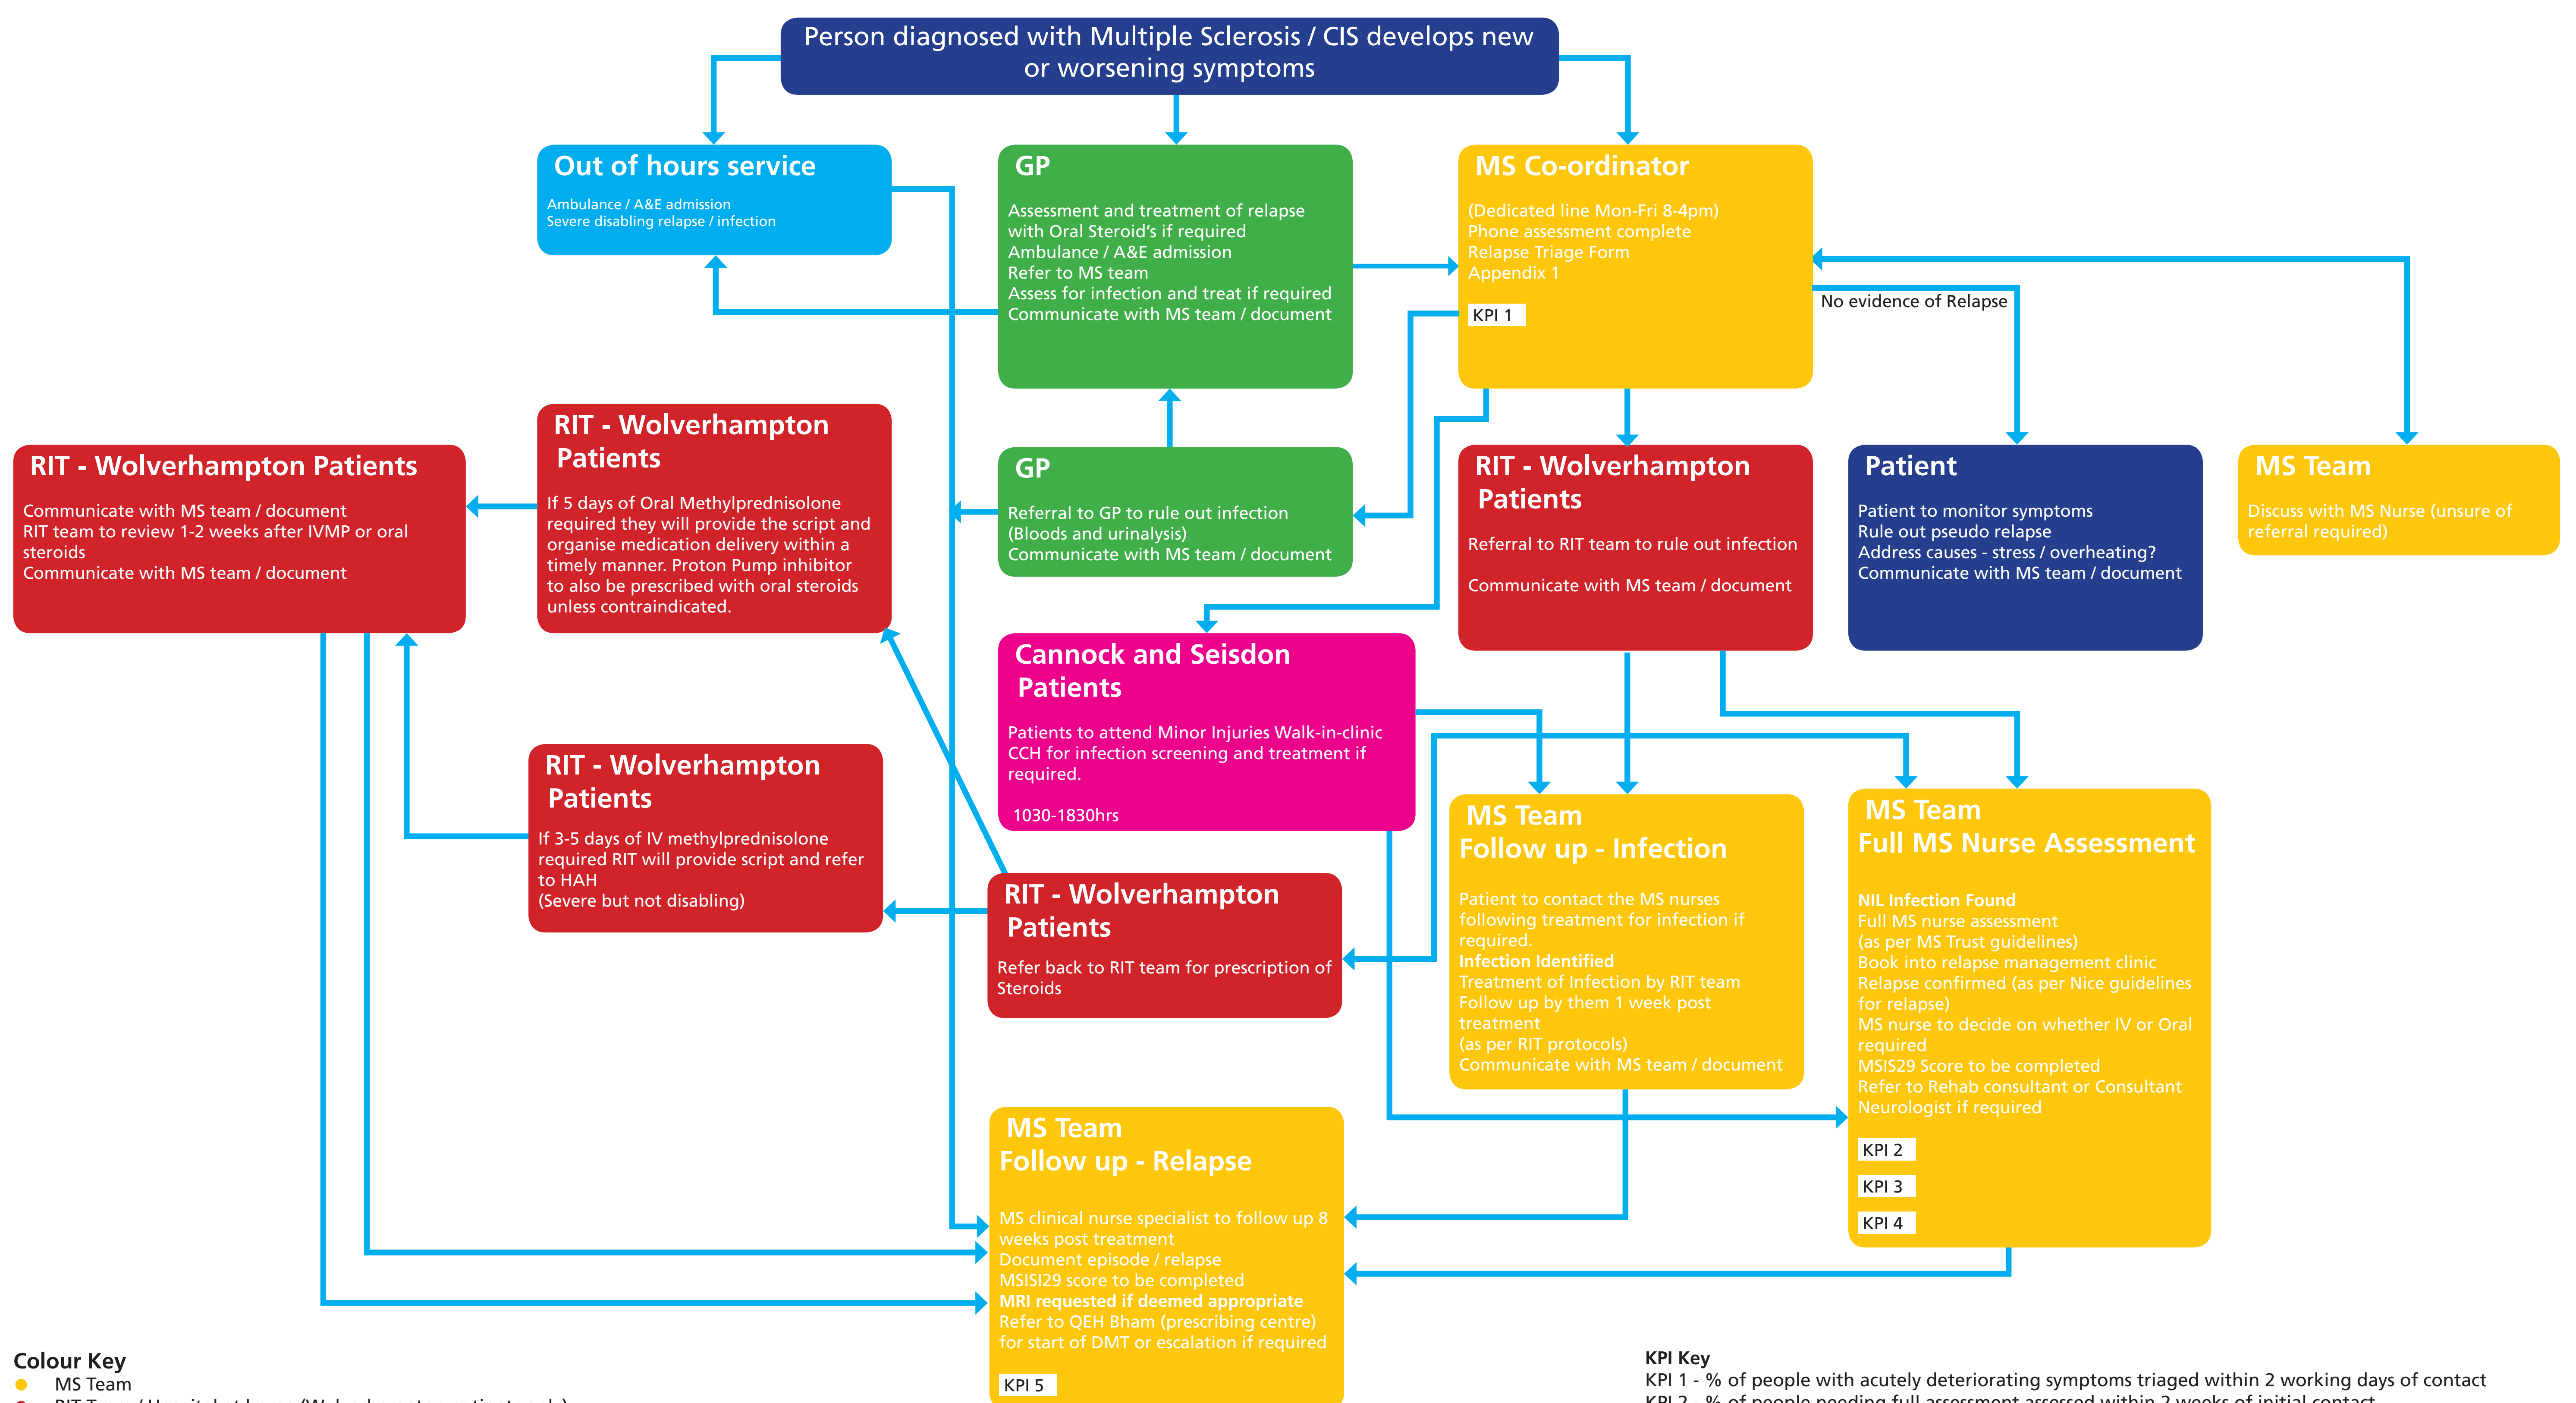 Person diagnosed with Multiple Sclerosis / CIS develops new
or worsening symptoms
Out of hours service
Ambulance / A&E admission
Severe disabling relapse / infection
GP
Assessment and treatment of relapse
with Oral Steroid's if required
Ambulance / A&E admission
Refer to MS team
Assess for infection and treat if required
Communicate with MS team / document
MS Co-ordinator
(Dedicated line Mon-Fri 8-4pm)
Phone assessment complete
Relapse Triage Form
Appendix 1
KPI 1
No evidence of Relapse
RIT - Wolverhampton Patients
Communicate with MS team / document
RIT team to review 1-2 weeks after IVMP or oral
steroids
Communicate with MS team / document
RIT - Wolverhampton
Patients
If 5 days of Oral Methylprednisolone
required they will provide the script and
organise medication delivery within a
timely manner. Proton Pump inhibitor
to also be prescribed with oral steroids
unless contraindicated.
GP
Referral to GP to rule out infection
(Bloods and urinalysis)
Communicate with MS team / document
RIT - Wolverhampton
Patients
Referral to RIT team to rule out infection
Communicate with MS team / document
Patient
Patient to monitor symptoms
Rule out pseudo relapse
Address causes - stress / overheating?
Communicate with MS team / document
MS Team
Discuss with MS Nurse (unsure of
referral required)
Cannock and Seisdon
Patients
Patients to attend Minor Injuries Walk-in-clinic
CCH for infection screening and treatment if
required.
1030-1830hrs
RIT - Wolverhampton
Patients
If 3-5 days of IV methylprednisolone
required RIT will provide script and refer
to HAH
(Severe but not disabling)
RIT - Wolverhampton
Patients
Refer back to RIT team for prescription of
Steroids
MS Team
Follow up - Infection
Patient to contact the MS nurses
following treatment for infection if
required.
Infection Identified
Treatment of Infection by RIT team
Follow up by them 1 week post
treatment
(as per RIT protocols)
Communicate with MS team / document
MS Team
Full MS Nurse Assessment
NIL Infection Found
Full MS nurse assessment
(as per MS Trust guidelines)
Book into relapse management clinic
Relapse confirmed (as per Nice guidelines
for relapse)
MS nurse to decide on whether IV or Oral
required
MSIS29 Score to be completed
Refer to Rehab consultant or Consultant
Neurologist if required
KPI 2
KPI 3
KPI 4
MS Team
Follow up - Relapse
MS clinical nurse specialist to follow up 8
weeks post treatment
Document episode / relapse
MSISI29 score to be completed
MRI requested if deemed appropriate
Refer to QEH Bham (prescribing centre)
for start of DMT or escalation if required
KPI 5
Colour Key
MS Team
RIT Team / Hospital at home (Wolverhampton patients only)
KPI Key
KPI 1 - % of people with acutely deteriorating symptoms triaged within 2 working days of contact
KPI 2 - % of people needing full assessment assessed within 2 weeks of initial contact